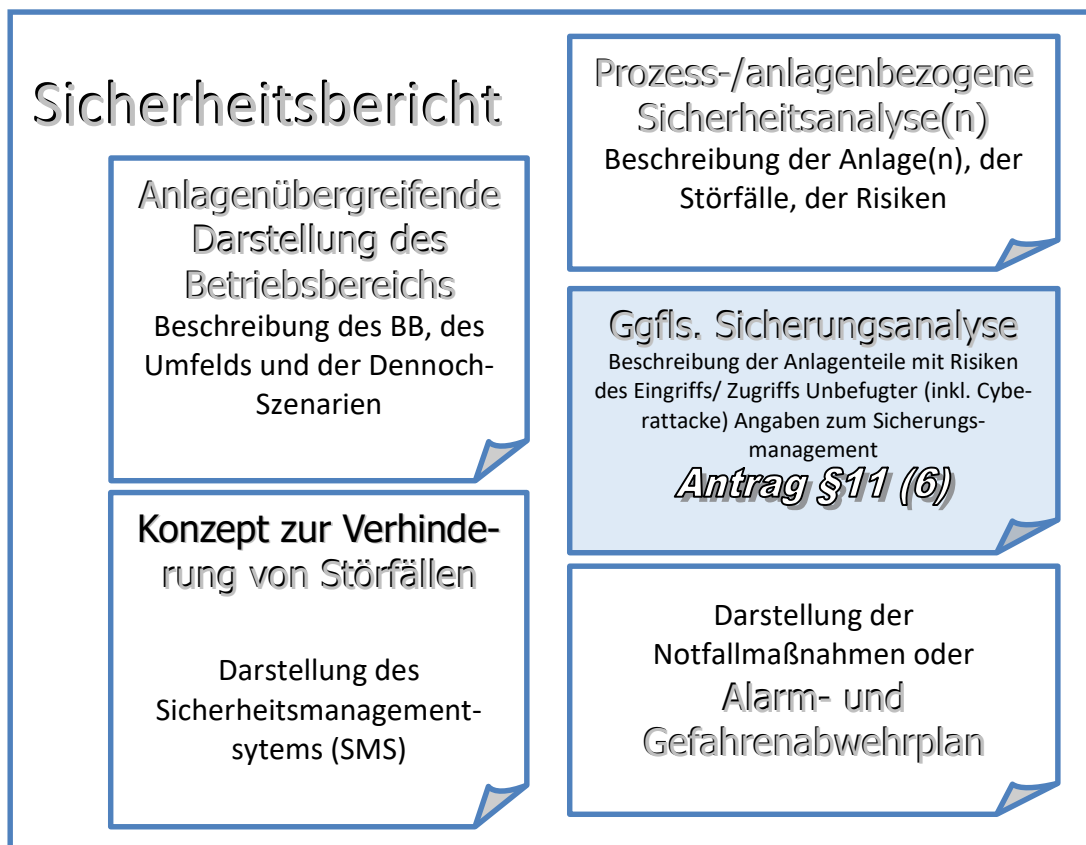 Sicherheitsbericht
Anlagenübergreifende
Darstellung des
Betriebsbereichs
Beschreibung des BB, des
Umfelds und der Dennoch-
Szenarien
Konzept zur Verhinde-
rung von Störfällen
Darstellung des
Sicherheitsmanagement-
sytems (SMS)
Prozess-/anlagenbezogene
Sicherheitsanalyse(n)
Beschreibung der Anlage(n), der
Störfälle, der Risiken
Ggfls. Sicherungsanalyse
Beschreibung der Anlagenteile mit Risiken
des Eingriffs/ Zugriffs Unbefugter (inkl. Cybe-
rattacke) Angaben zum Sicherungs-
management
Antrag §11 (6)
Darstellung der
Notfallmaßnahmen oder
Alarm- und
Gefahrenabwehrplan